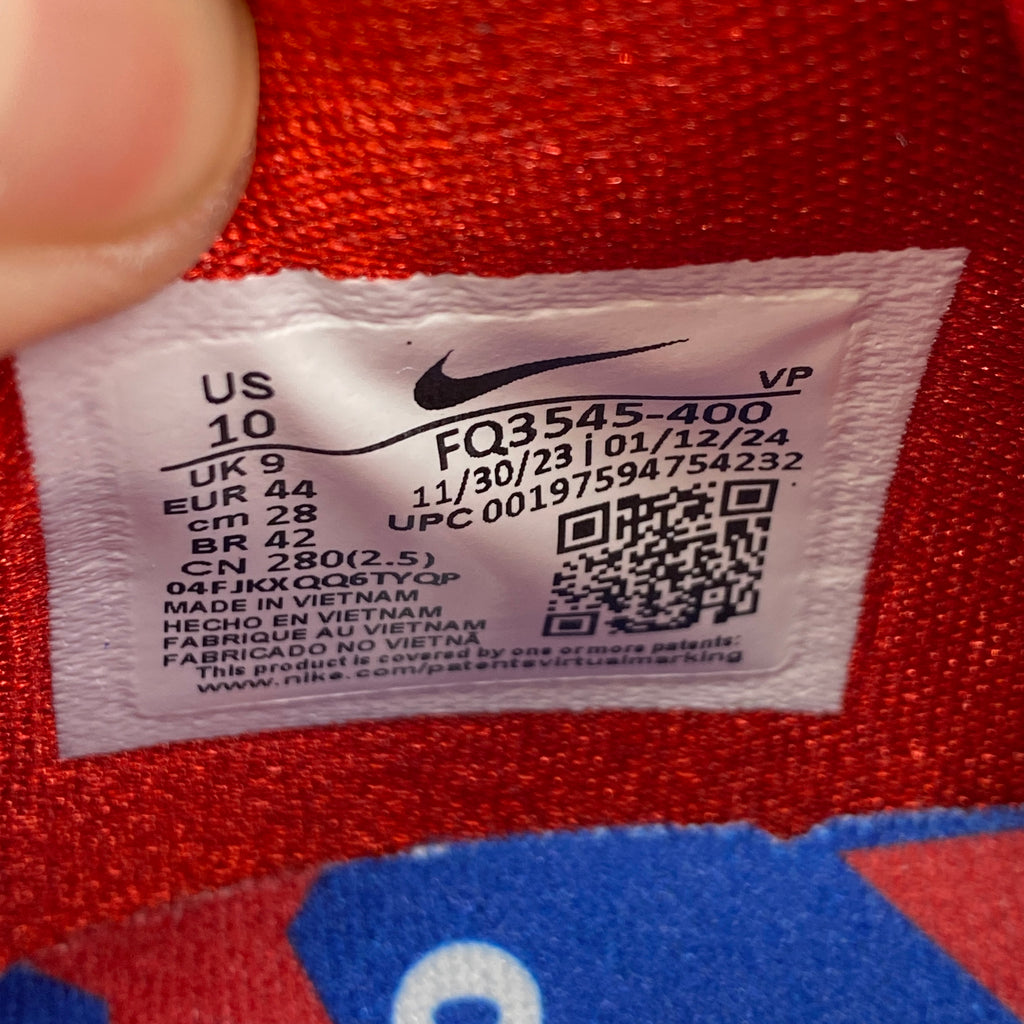 US
10
UK 9
EUR 44
cm 28
BR 42
CN 280(2.5)
04FJKXQQ6TYQP
MADE IN VIETNAM
HECHO EN VIETNAM
FABRIQUE AU VIETNAM
FABRICADO NO VIETNÃ
VP
FQ3545-400
11/30/23 | 01/12/24
UPC 00197594754232
This product is covered by one or more patents:
www.nike.com/patentsvirtualmarking